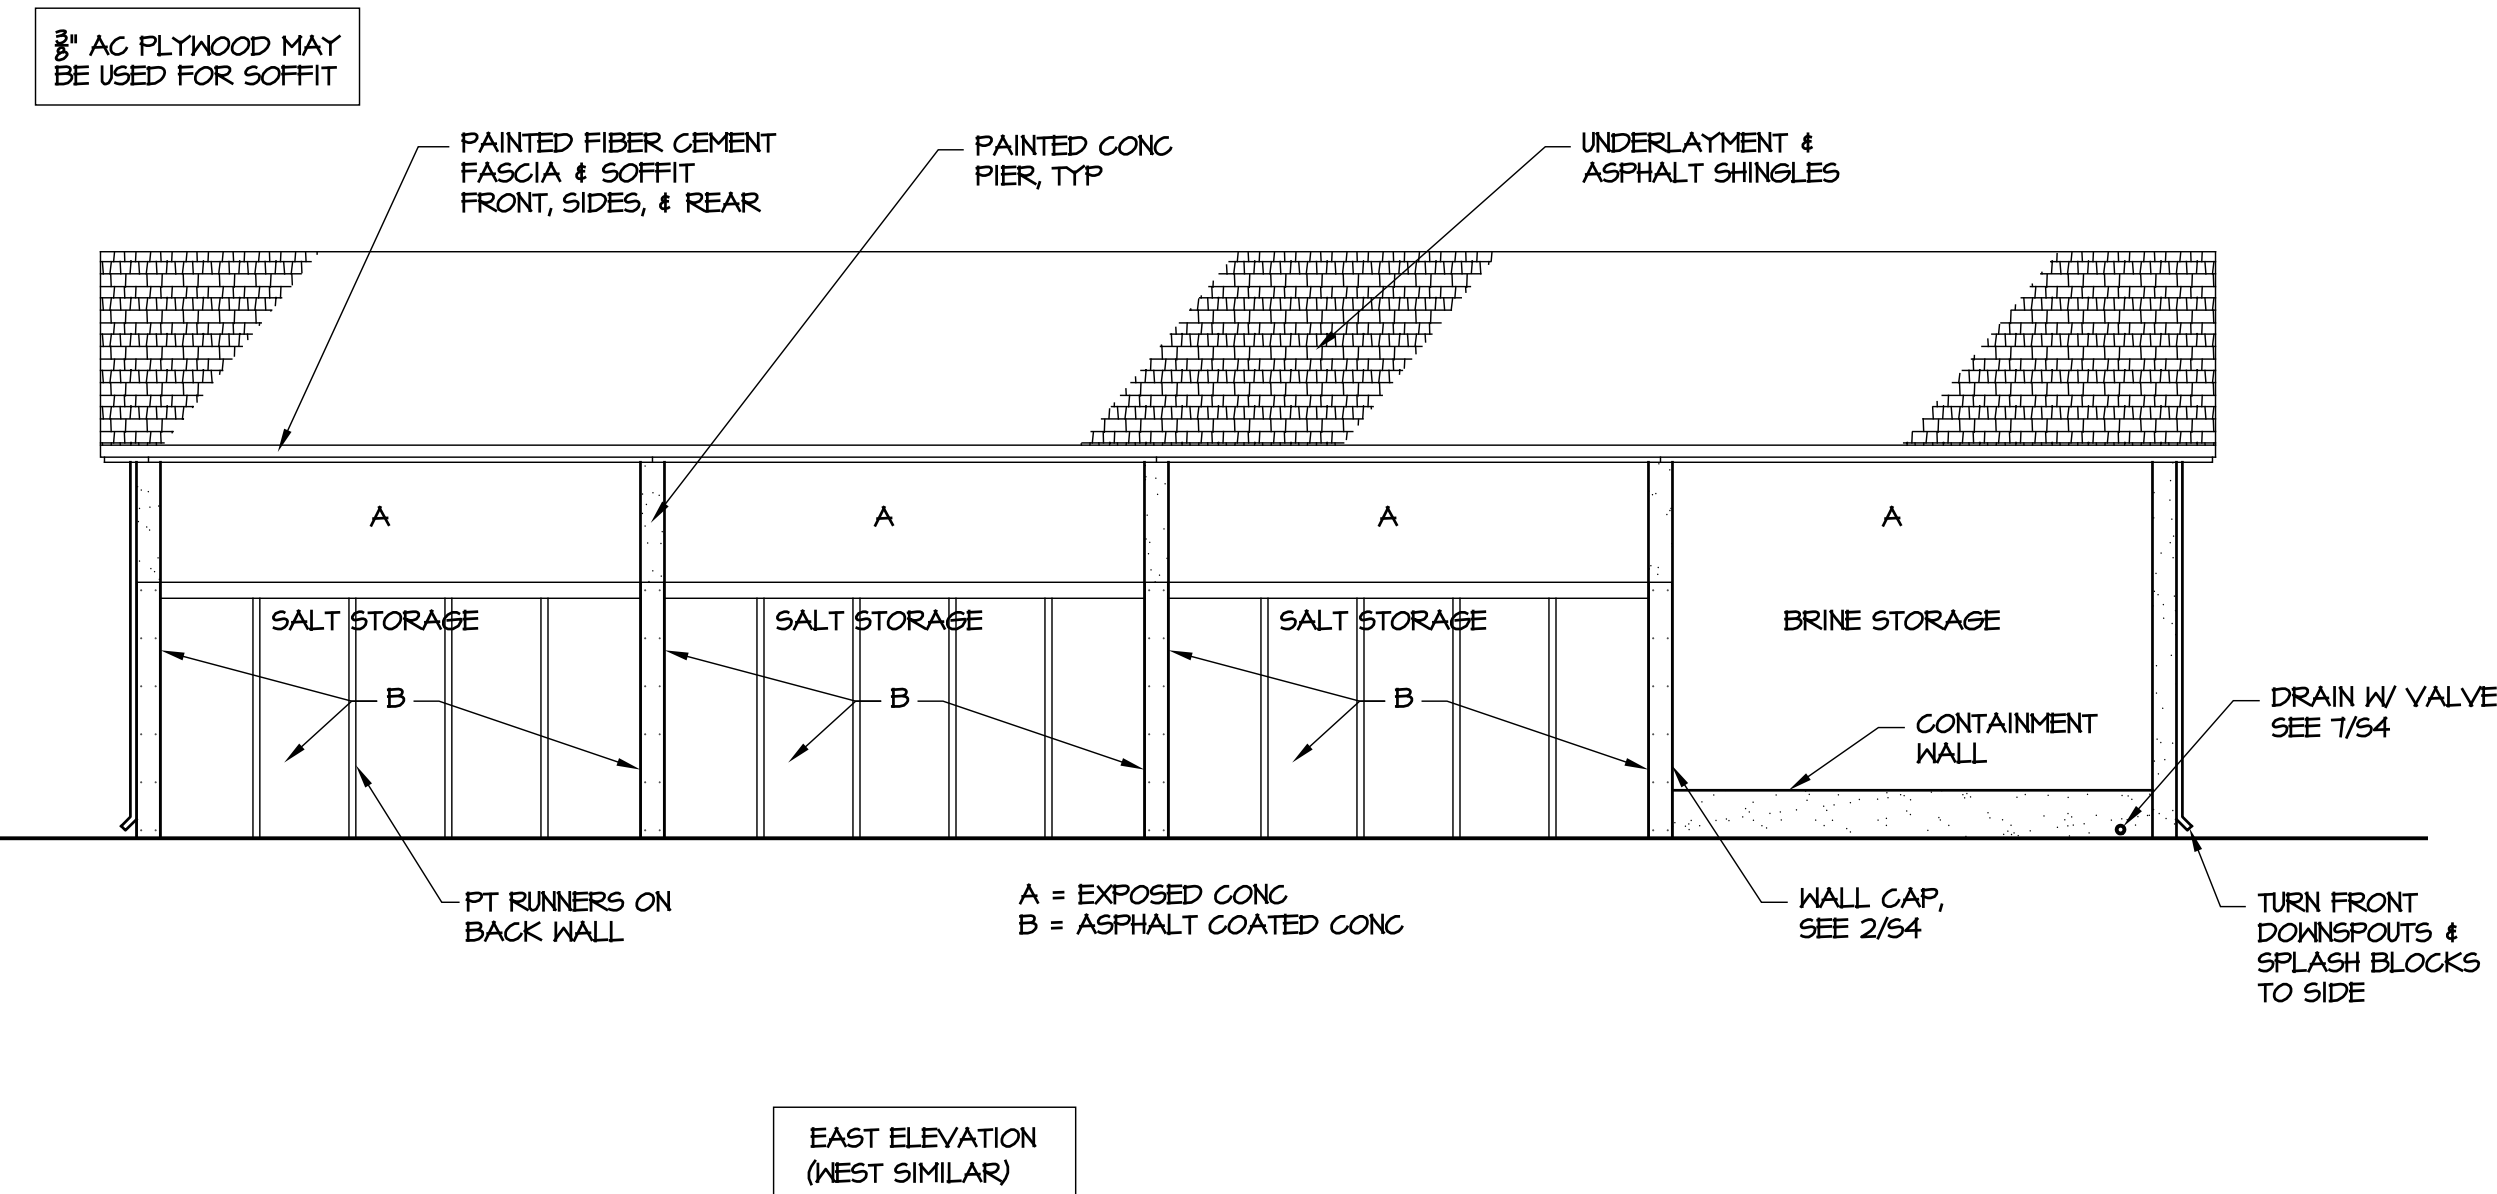 3/8" AC PLYWOOD MAY
BE USED FOR SOFFIT
PAINTED FIBER CEMENT
FASCIA & SOFFIT
FRONT, SIDES, & REAR
PAINTED CONC
PIER, TYP
UNDERLAYMENT &
ASPHALT SHINGLES
A
A
A
A
SALT STORAGE
SALT STORAGE
SALT STORAGE
BRINE STORAGE
B
B
B
CONTAINMENT
WALL
DRAIN W/ VALVE
SEE 7/S4
PT RUNNERS ON
BACK WALL
A = EXPOSED CONC
B = ASPHALT COATED CONC
WALL CAP,
SEE 2/S4
TURN FRONT
DOWNSPOUTS &
SPLASH BLOCKS
TO SIDE
EAST ELEVATION
(WEST SIMILAR)